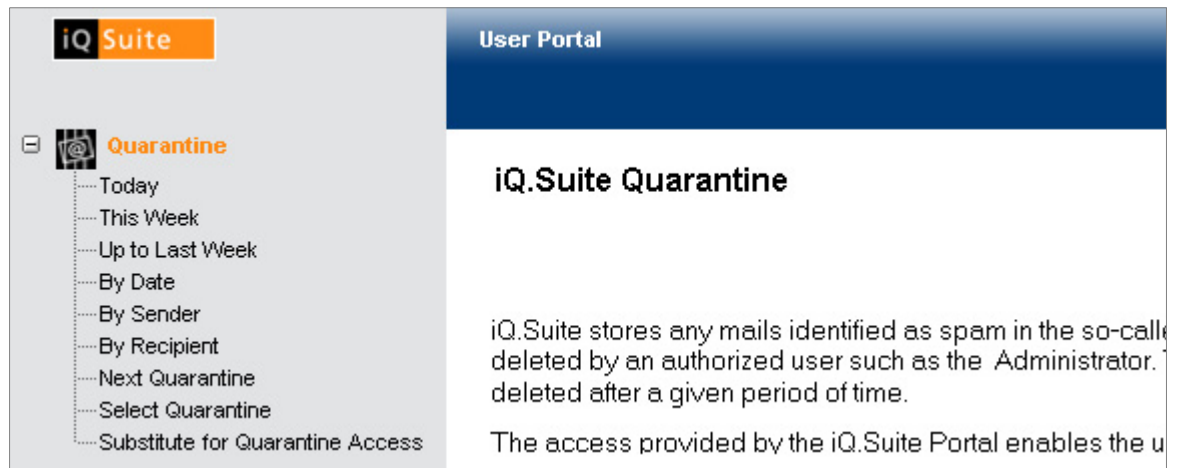 iQ Suite
User Portal
Quarantine
Today
This Week
Up to Last Week
By Date
By Sender
By Recipient
Next Quarantine
Select Quarantine
Substitute for Quarantine Access
iQ.Suite Quarantine
iQ.Suite stores any mails identified as spam in the
deleted by an authorized user such as the Administrator.
deleted after a given period of time.
The access provided by the iQ.Suite Portal enables the